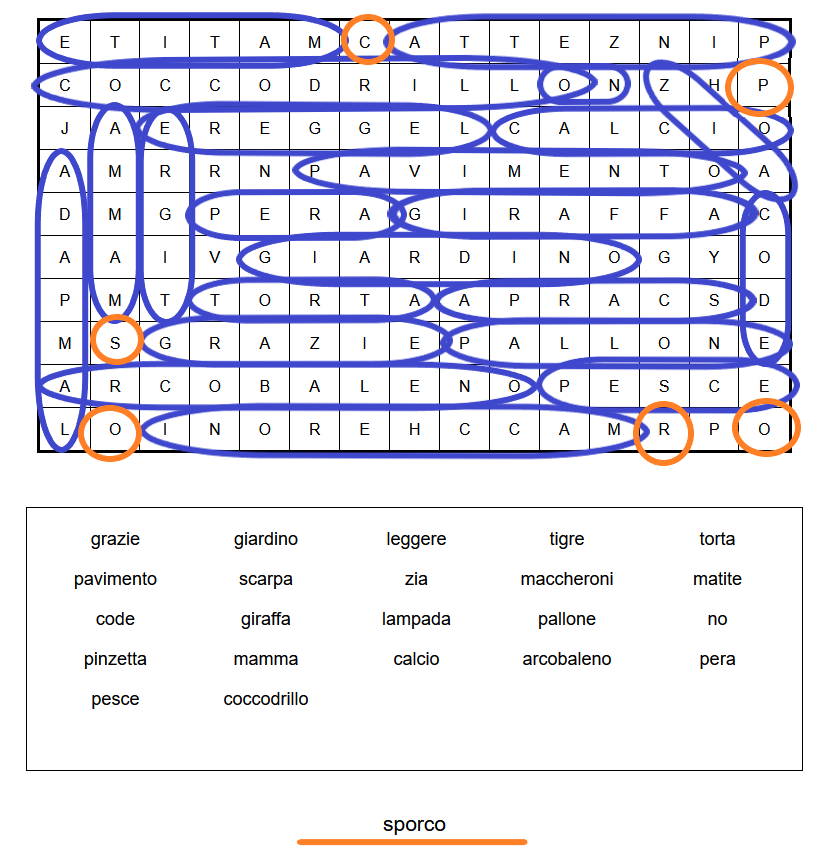 E T I T A M C A T T E Z N I P
C O C C O D R I L L O N Z H P
J A E R E G G E L C A L C I O
A M R R N P A V I M E N T O A
D M G P E R A G I R A F F A C
A A I V G I A R D I N O G Y O
P M T T O R T A A P R A C S D
M S G R A Z I E P A L L O N E
A R C O B A L E N O P E S C E
L O I N O R E H C C A M R P O
grazie giardino leggere tigre torta
pavimento scarpa zia maccheroni matite
code giraffa lampada pallone no
pinzetta mamma calcio arcobaleno pera
pesce coccodrillo
sporco